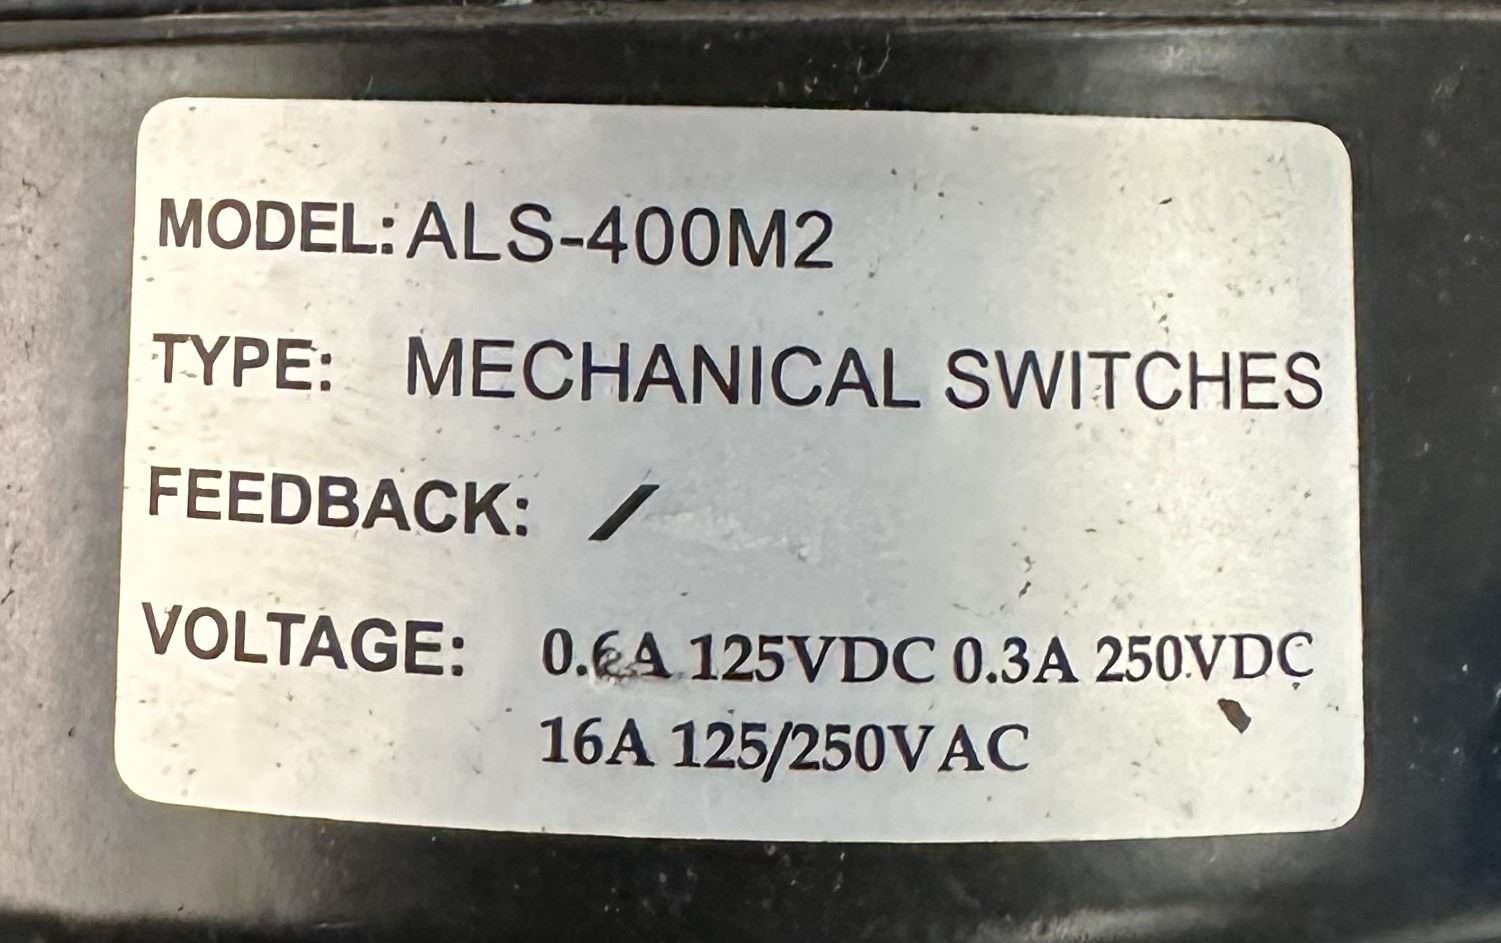 MODEL: ALS-400M2
TYPE: MECHANICAL SWITCHES
FEEDBACK: /
VOLTAGE: 0.6A 125VDC 0.3A 250VDC
16A 125/250VAC